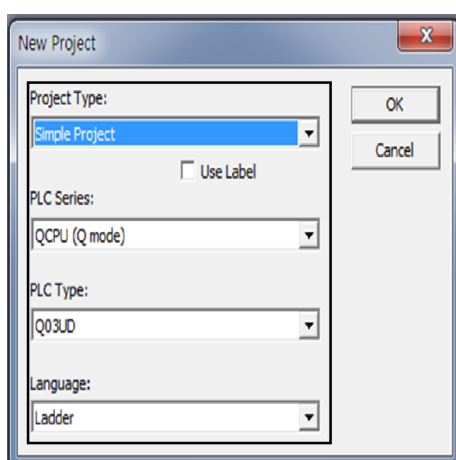 New Project
Project Type:
Simple Project
Use Label
PLC Series:
QCPU (Q mode)
PLC Type:
Q03UD
Language:
Ladder
OK
Cancel